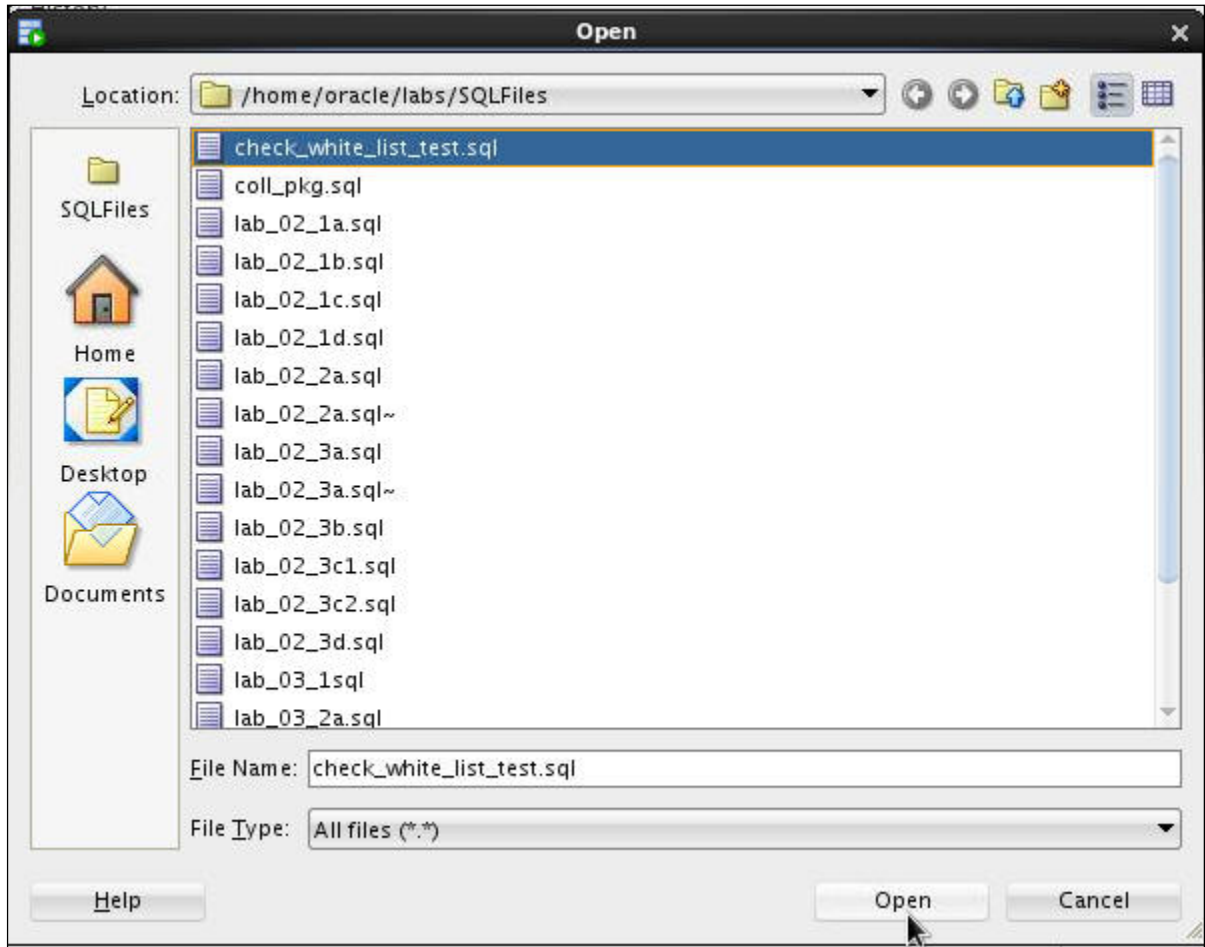 Open
Location: /home/oracle/labs/SQLFiles
SQLFiles
Home
Desktop
Documents
check_white_list_test.sql
coll_pkg.sql
lab_02_1a.sql
lab_02_1b.sql
lab_02_1c.sql
lab_02_1d.sql
lab_02_2a.sql
lab_02_2a.sql~
lab_02_3a.sql
lab_02_3a.sql~
lab_02_3b.sql
lab_02_3c1.sql
lab_02_3c2.sql
lab_02_3d.sql
lab_03_1sql
lab_03_2a.sql
File Name: check_white_list_test.sql
File Type: All files (*.*)
Help Open Cancel